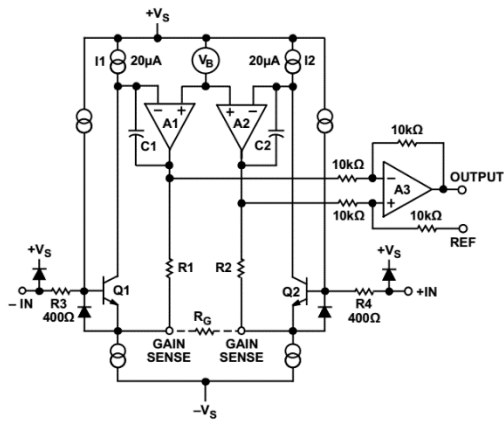 +VS
I1 20µA VB 20µA I2
− + + −
A1 A2
C1 C2
10kΩ
10kΩ − OUTPUT
A3
10kΩ + 10kΩ
REF
+VS +VS
R1 R2
− IN R3 Q1 Q2 R4 +IN
400Ω 400Ω
RG
GAIN SENSE GAIN SENSE
−VS